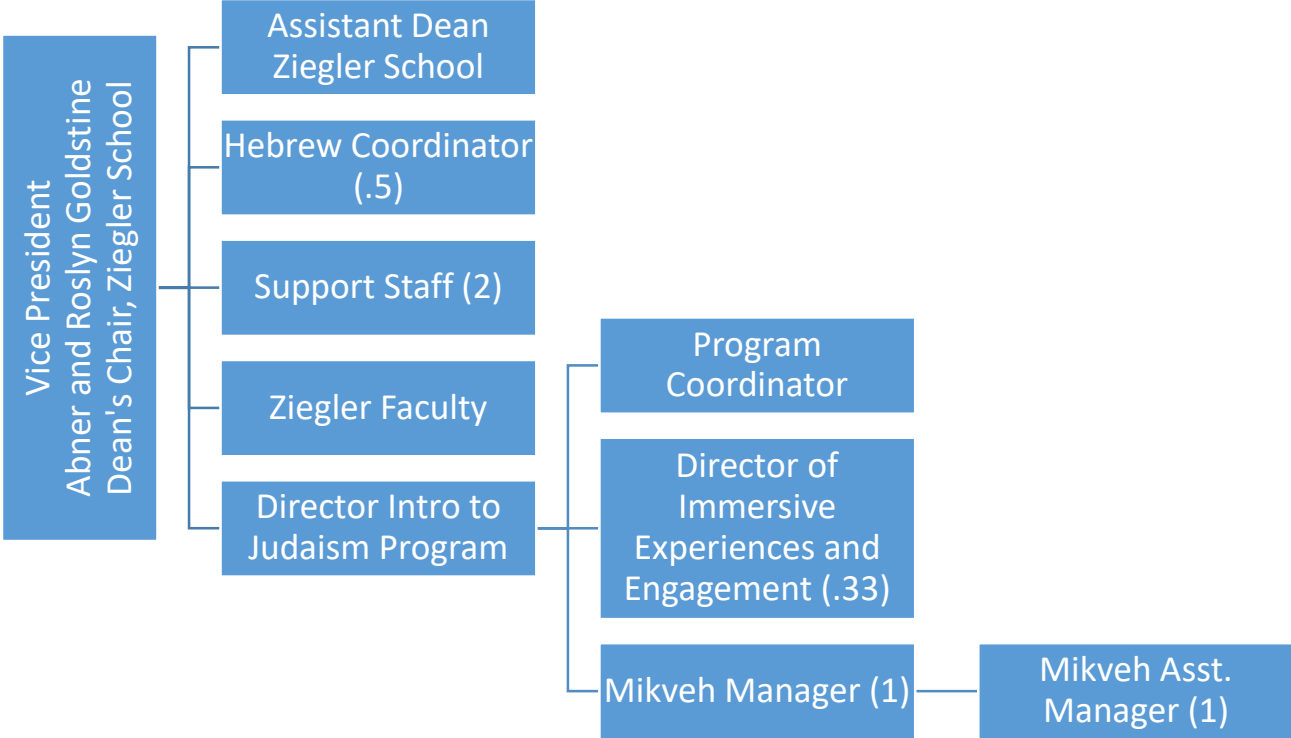 Vice President
Abner and Roslyn Goldstine
Dean's Chair, Ziegler School
Assistant Dean
Ziegler School
Hebrew Coordinator
(.5)
Support Staff (2)
Ziegler Faculty
Director Intro to
Judaism Program
Program
Coordinator
Director of
Immersive
Experiences and
Engagement (.33)
Mikveh Manager (1)
Mikveh Asst.
Manager (1)